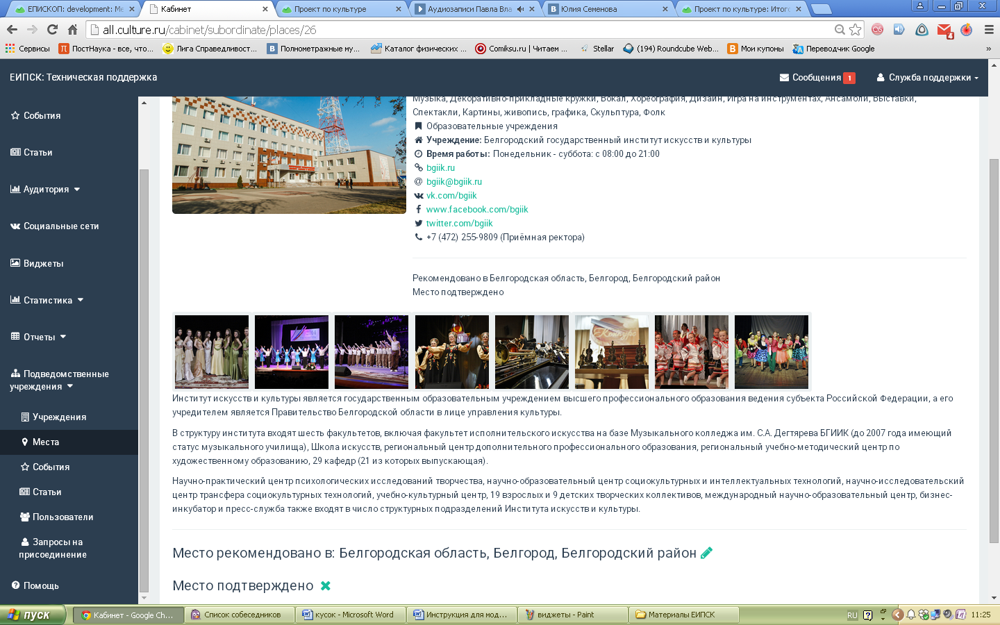 ЕПИСКОП: development: Me
Кабинет
Проект по культуре
Аудиозаписи Павла Вла
Юлия Семенова
Проект по культуре: Итого
all.culture.ru/cabinet/subordinate/places/26
4
Сервисы
ПостНаука - все, что...
Лига Справедливост...
Полнометражные му...
Каталог физических ...
Comiksu.ru | Читаем ...
Stellar
(194) Roundcube Web...
Мои купоны
Переводчик Google
»
ЕИПСК: Техническая поддержка
Сообщения 1
Служба поддержки
События
Статьи
Аудитория
Социальные сети
Виджеты
Статистика
Отчеты
Подведомственные
учреждения
Учреждения
Места
События
Статьи
Пользователи
Запросы на
присоединение
Помощь
Музыка, Декоративно-прикладные кружки, Вокал, Хореография, Дизайн, Игра на инструментах, Ансамбли, Выставки,
Спектакли, Картины, живопись, графика, Скульптура, Фолк
Образовательные учреждения
Учреждение: Белгородский государственный институт искусств и культуры
Время работы: Понедельник - суббота: с 08:00 до 21:00
bgiik.ru
bgiik@bgiik.ru
vk.com/bgiik
www.facebook.com/bgiik
twitter.com/bgiik
+7 (472) 255-9809 (Приёмная ректора)
Рекомендовано в Белгородская область, Белгород, Белгородский район
Место подтверждено
Институт искусств и культуры является государственным образовательным учреждением высшего профессионального образования ведения субъекта Российской Федерации, а его
учредителем является Правительство Белгородской области в лице управления культуры.
В структуру института входят шесть факультетов, включая факультет исполнительского искусства на базе Музыкального колледжа им. С.А. Дегтярева БГИИК (до 2007 года имеющий
статус музыкального училища), Школа искусств, региональный центр дополнительного профессионального образования, региональный учебно-методический центр по
художественному образованию, 29 кафедр (21 из которых выпускающая).
Научно-практический центр психологических исследований творчества, научно-образовательный центр социокультурных и интеллектуальных технологий, научно-исследовательский
центр трансфера социокультурных технологий, учебно-культурный центр, 19 взрослых и 9 детских творческих коллективов, международный научно-образовательный центр, бизнес-
инкубатор и пресс-служба также входят в число структурных подразделений Института искусств и культуры.
Место рекомендовано в: Белгородская область, Белгород, Белгородский район
Место подтверждено
пуск
Кабинет - Google Ch...
Список собеседников
кусок - Microsoft Word
Инструкция для мод...
виджеты - Paint
Материалы ЕИПСК
RU
11:25